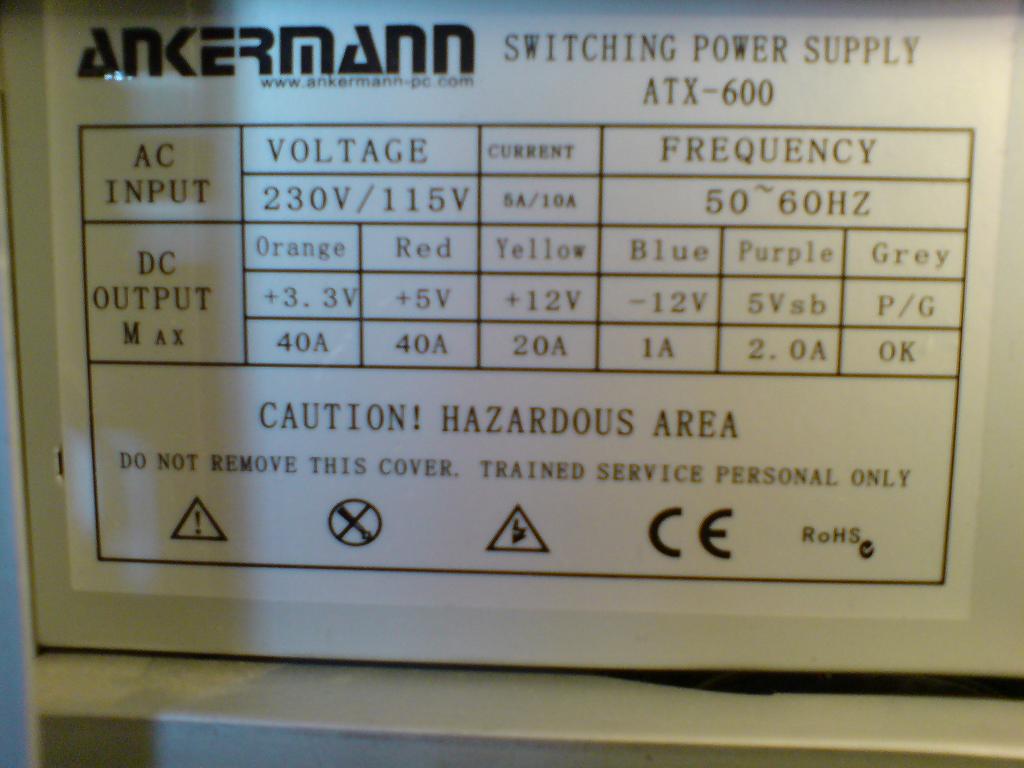 ANKERMANN
www.ankermann-pc.com
SWITCHING POWER SUPPLY
ATX-600
AC INPUT VOLTAGE CURRENT FREQUENCY
230V/115V 5A/10A 50~60HZ
DC OUTPUT MAX Orange Red Yellow Blue Purple Grey
+3.3V +5V +12V -12V 5Vsb P/G
40A 40A 20A 1A 2.0A OK
CAUTION! HAZARDOUS AREA
DO NOT REMOVE THIS COVER. TRAINED SERVICE PERSONAL ONLY
CE RoHS